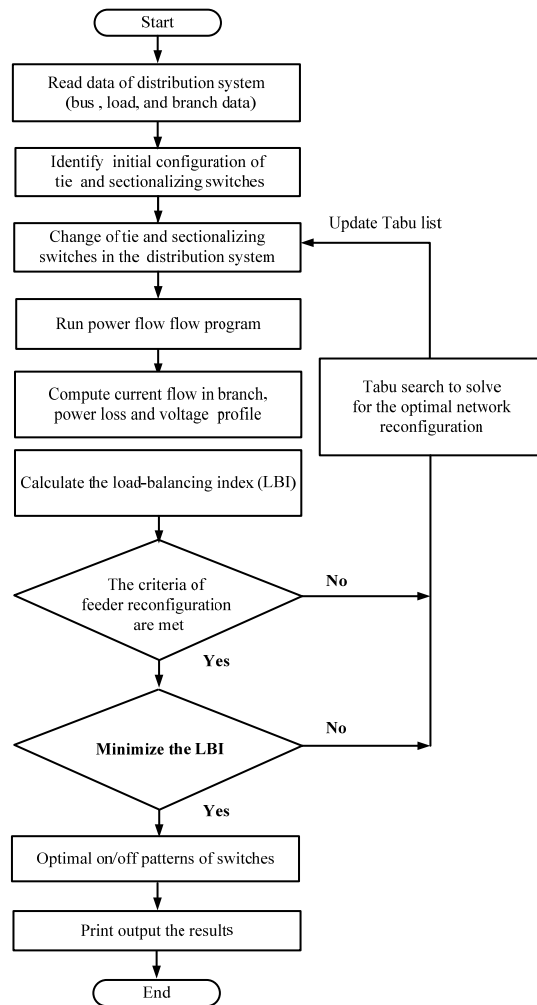 Start
Read data of distribution system
(bus , load, and branch data)
Identify initial configuration of
tie and sectionalizing switches
Update Tabu list
Change of tie and sectionalizing
switches in the distribution system
Run power flow flow program
Compute current flow in branch,
power loss and voltage profile
Tabu search to solve
for the optimal network
reconfiguration
Calculate the load-balancing index (LBI)
The criteria of
feeder reconfiguration
are met
No
Yes
Minimize the LBI
No
Yes
Optimal on/off patterns of switches
Print output the results
End